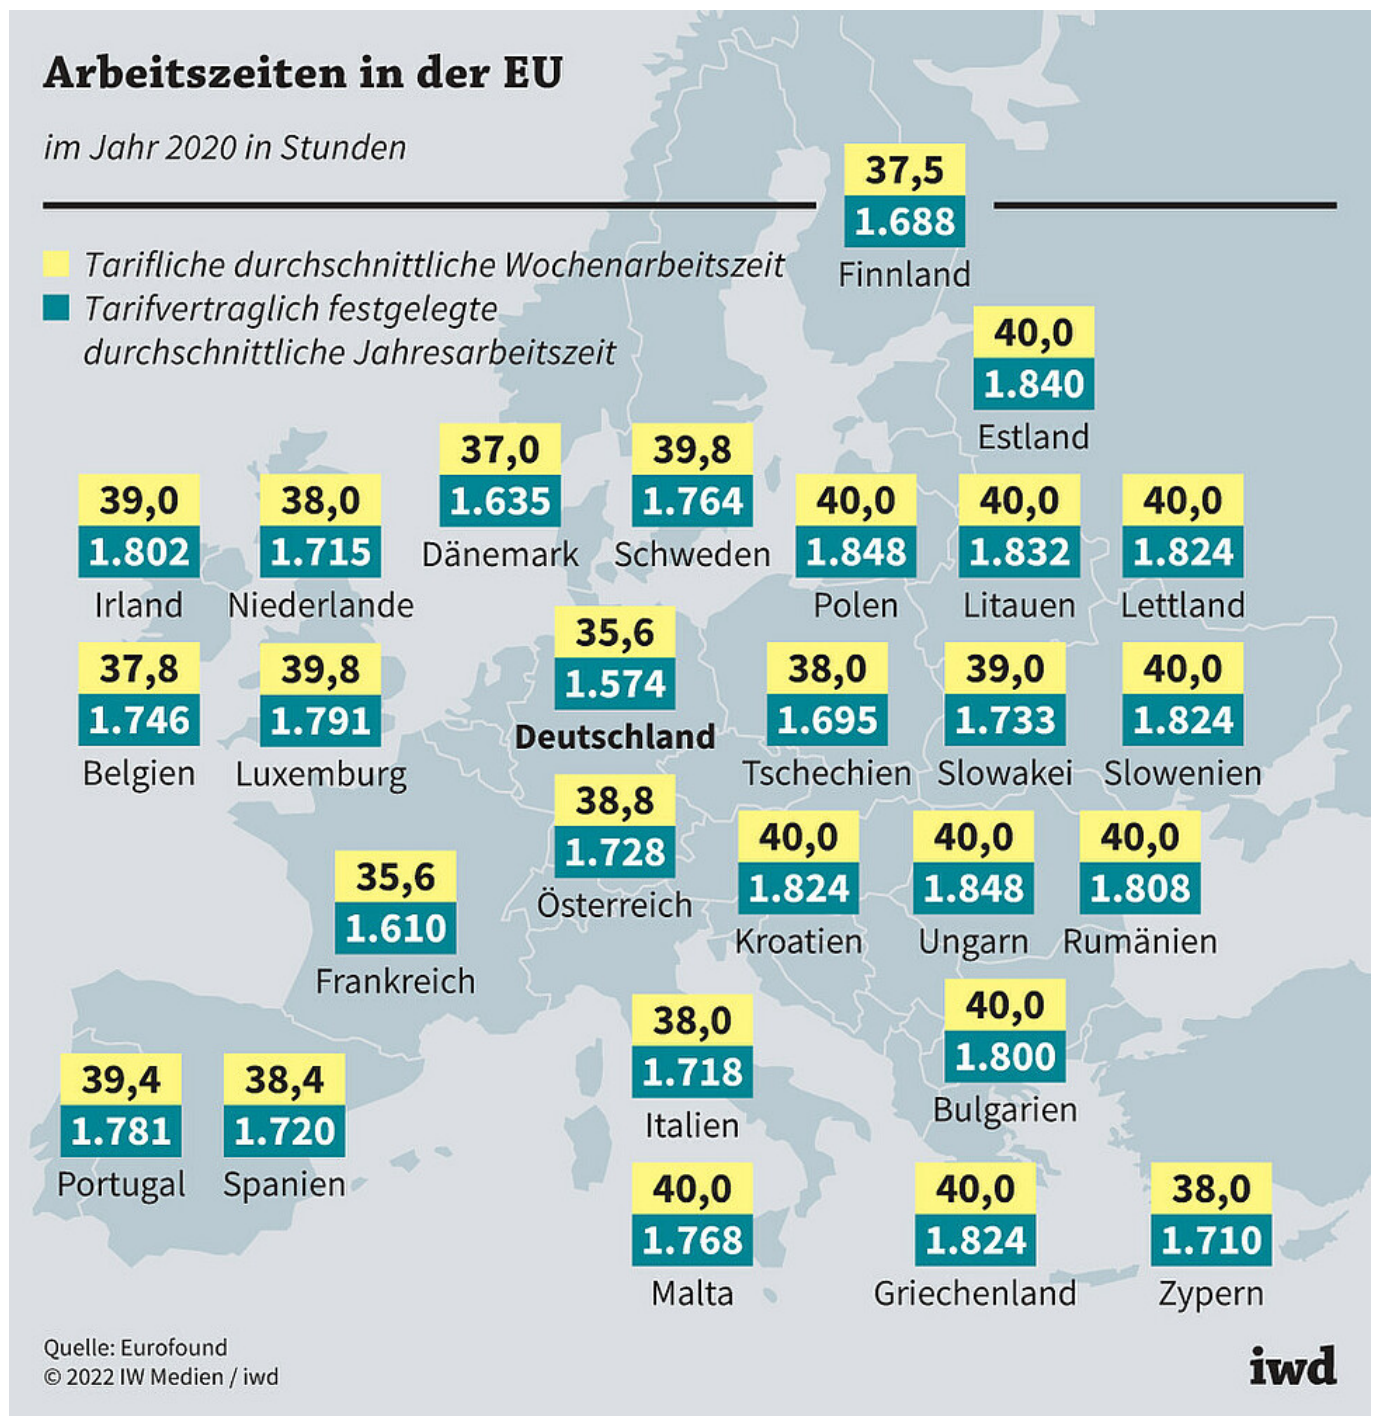 Arbeitszeiten in der EU
im Jahr 2020 in Stunden
Tarifliche durchschnittliche Wochenarbeitszeit
Tarifvertraglich festgelegte
durchschnittliche Jahresarbeitszeit
37,5
1.688
Finnland
40,0
1.840
Estland
37,0
1.635
Dänemark
39,8
1.764
Schweden
39,0
1.802
Irland
38,0
1.715
Niederlande
40,0
1.848
Polen
40,0
1.832
Litauen
40,0
1.824
Lettland
35,6
1.574
Deutschland
37,8
1.746
Belgien
39,8
1.791
Luxemburg
38,0
1.695
Tschechien
39,0
1.733
Slowakei
40,0
1.824
Slowenien
38,8
1.728
Österreich
40,0
1.824
Kroatien
40,0
1.848
Ungarn
40,0
1.808
Rumänien
35,6
1.610
Frankreich
38,0
1.718
Italien
40,0
1.800
Bulgarien
39,4
1.781
Portugal
38,4
1.720
Spanien
40,0
1.768
Malta
40,0
1.824
Griechenland
38,0
1.710
Zypern
Quelle: Eurofound
© 2022 IW Medien / iwd
iwd